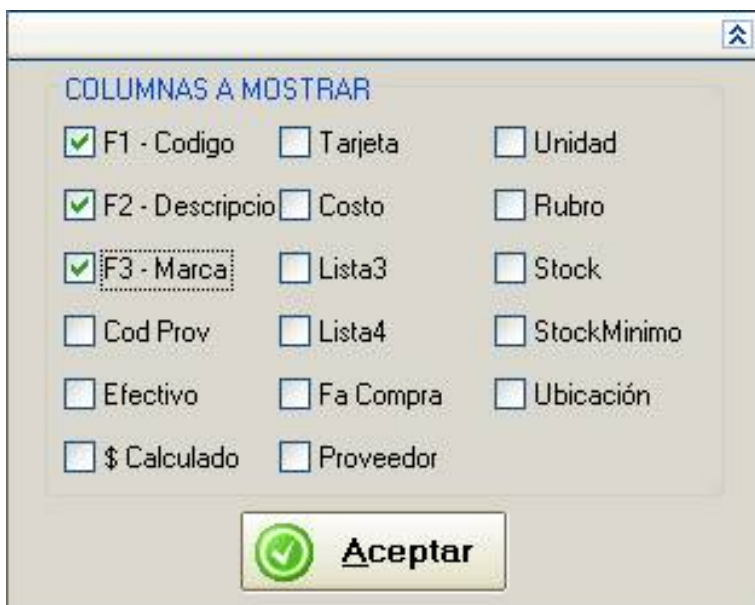 COLUMNAS A MOSTRAR
F1 - Codigo
Tarjeta
Unidad
F2 - Descripcio
Costo
Rubro
F3 - Marca
Lista3
Stock
Cod Prov
Lista4
StockMinimo
Efectivo
Fa Compra
Ubicación
$ Calculado
Proveedor
Aceptar